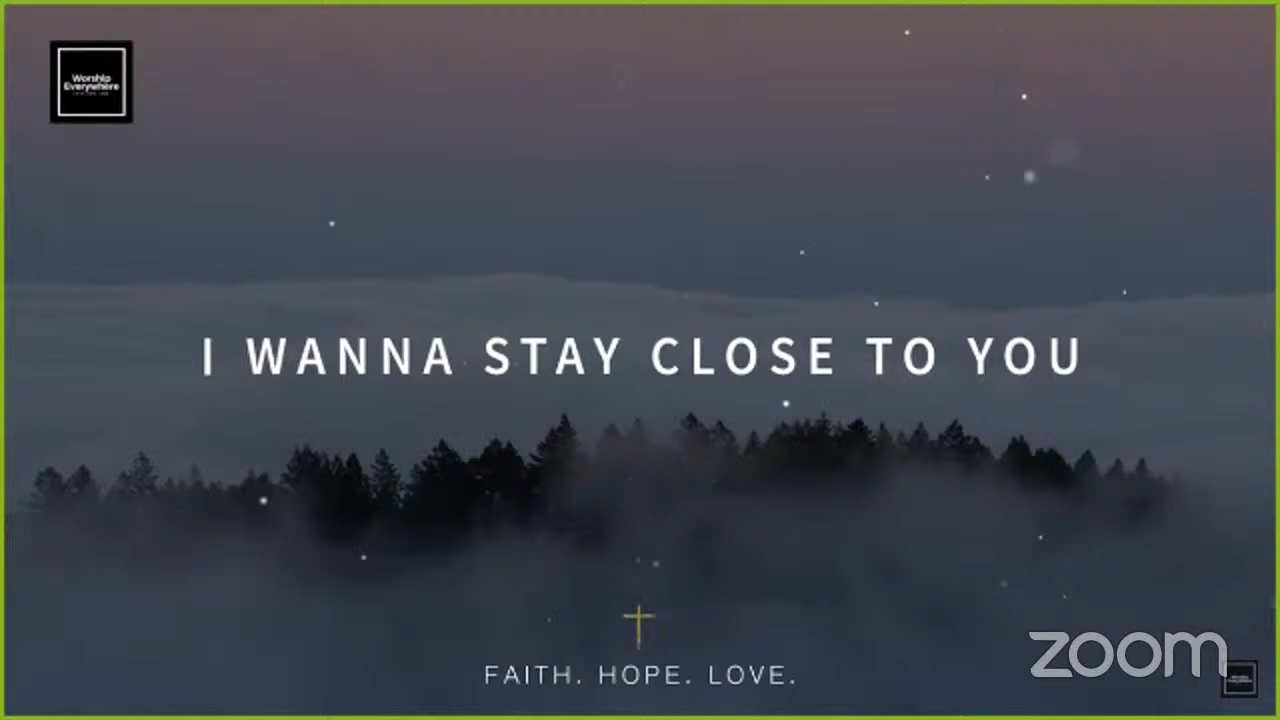 Worship
Everywhere
I WANNA STAY CLOSE TO YOU
FAITH. HOPE. LOVE.
zoom